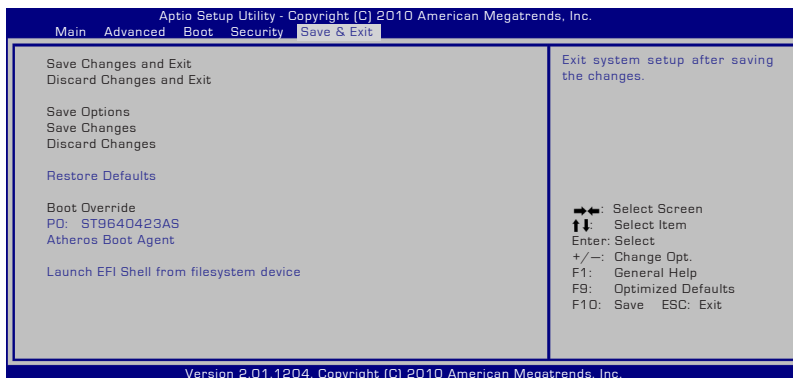 Aptio Setup Utility - Copyright (C) 2010 American Megatrends, Inc.
Main Advanced Boot Security Save & Exit
Save Changes and Exit
Discard Changes and Exit
Save Options
Save Changes
Discard Changes
Restore Defaults
Boot Override
P0: ST9640423AS
Atheros Boot Agent
Launch EFI Shell from filesystem device
Exit system setup after saving
the changes.
→←: Select Screen
↑↓: Select Item
Enter: Select
+/—: Change Opt.
F1: General Help
F9: Optimized Defaults
F10: Save ESC: Exit
Version 2.01.1204. Copyright (C) 2010 American Megatrends, Inc.